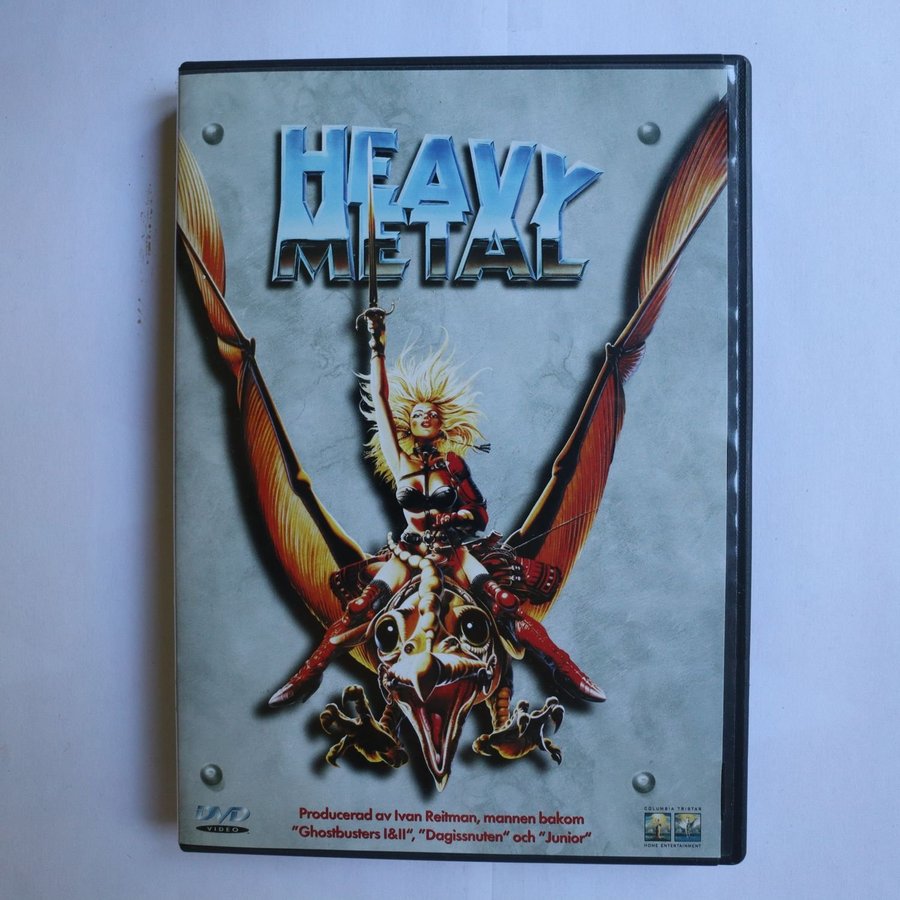 HEAVY
METAL
Producerad av Ivan Reitman, mannen bakom
"Ghostbusters I&II", "Dagissnuten" och "Junior"
DVD
VIDEO
COLUMBIA TRISTAR
HOME ENTERTAINMENT